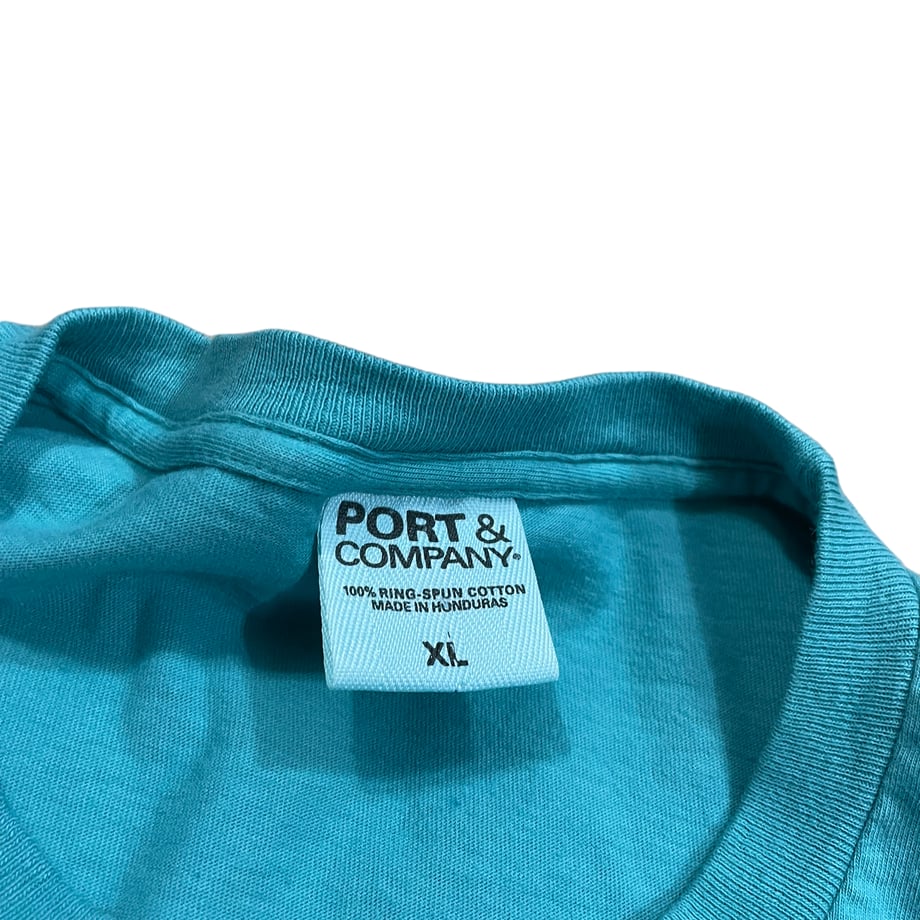 PORT &
COMPANY®
100% RING-SPUN COTTON
MADE IN HONDURAS
XL